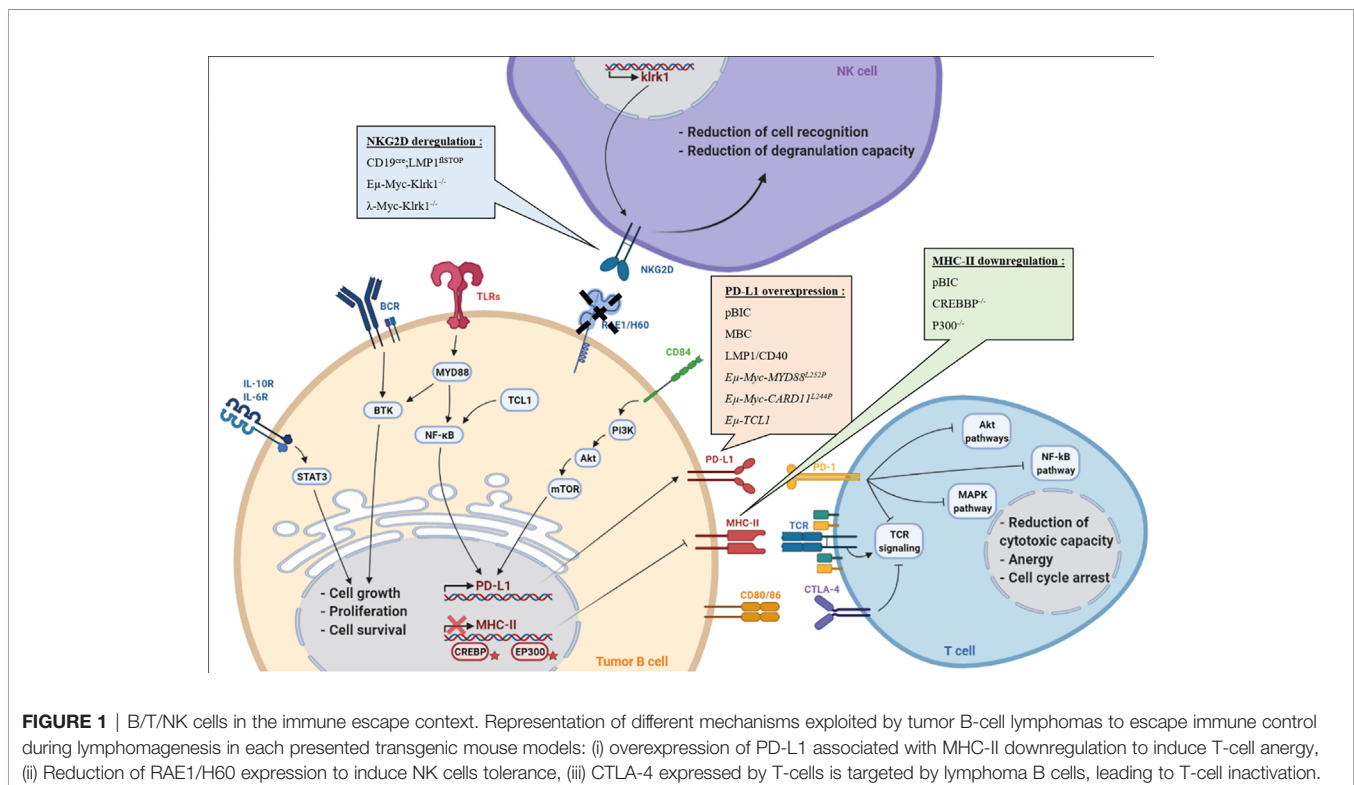 NK cell
klrk1
- Reduction of cell recognition
- Reduction of degranulation capacity
NKG2D deregulation :
CD19cre;LMP1flSTOP
Eµ-Myc-Klrk1-/-
λ-Myc-Klrk1-/-
NKG2D
MHC-II downregulation :
pBIC
CREBBP-/-
P300-/-
PD-L1 overexpression :
pBIC
MBC
LMP1/CD40
Eµ-Myc-MYD88L252P
Eµ-Myc-CARD11L244P
Eµ-TCL1
BCR
TLRs
RAE1/H60
CD84
MYD88
IL-10R
IL-6R
BTK
TCL1
NF-κB
PI3K
Akt
STAT3
mTOR
PD-L1
PD-1
Akt
pathways
NF-kB
pathway
MAPK
pathway
MHC-II
TCR
TCR
signaling
- Reduction of
cytotoxic capacity
- Anergy
- Cell cycle arrest
- Cell growth
- Proliferation
- Cell survival
PD-L1
MHC-II
CREBP
EP300
CD80/86
CTLA-4
Tumor B cell
T cell
FIGURE 1 | B/T/NK cells in the immune escape context. Representation of different mechanisms exploited by tumor B-cell lymphomas to escape immune control
during lymphomagenesis in each presented transgenic mouse models: (i) overexpression of PD-L1 associated with MHC-II downregulation to induce T-cell anergy,
(ii) Reduction of RAE1/H60 expression to induce NK cells tolerance, (iii) CTLA-4 expressed by T-cells is targeted by lymphoma B cells, leading to T-cell inactivation.